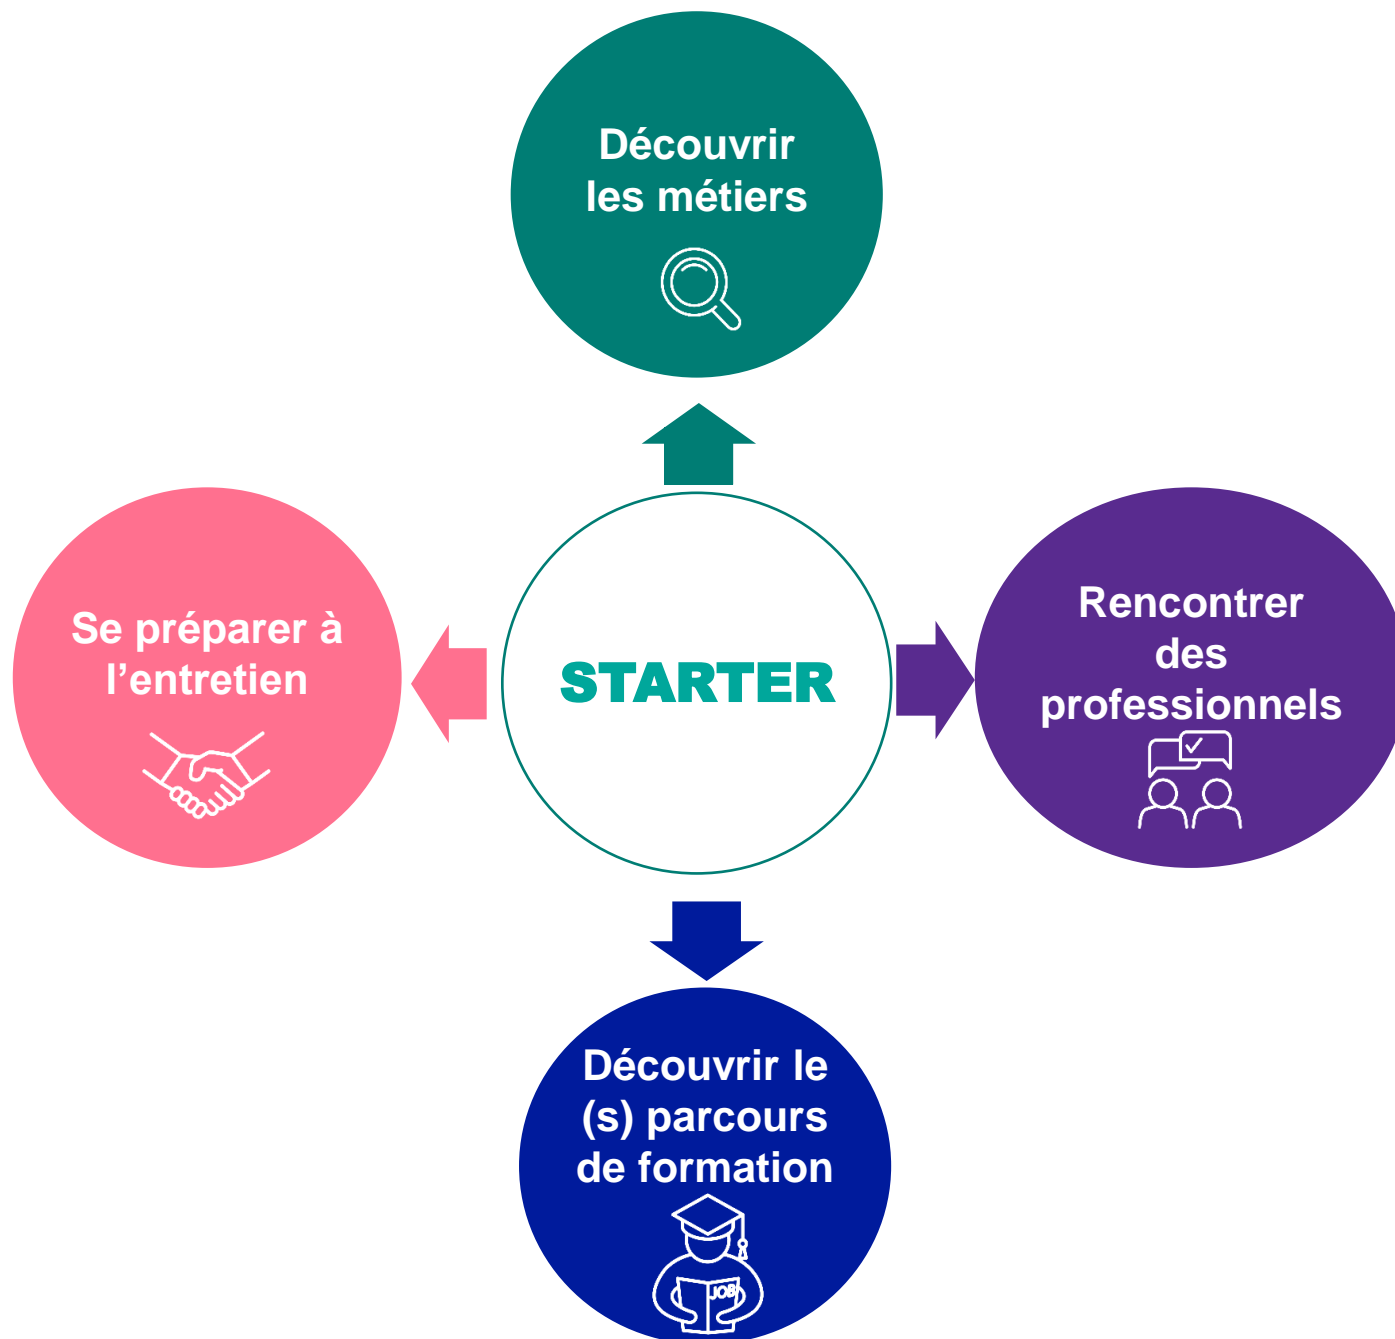 Découvrir
les métiers
Se préparer à
l’entretien
STARTER
Rencontrer
des
professionnels
Découvrir le
(s) parcours
de formation
JOB